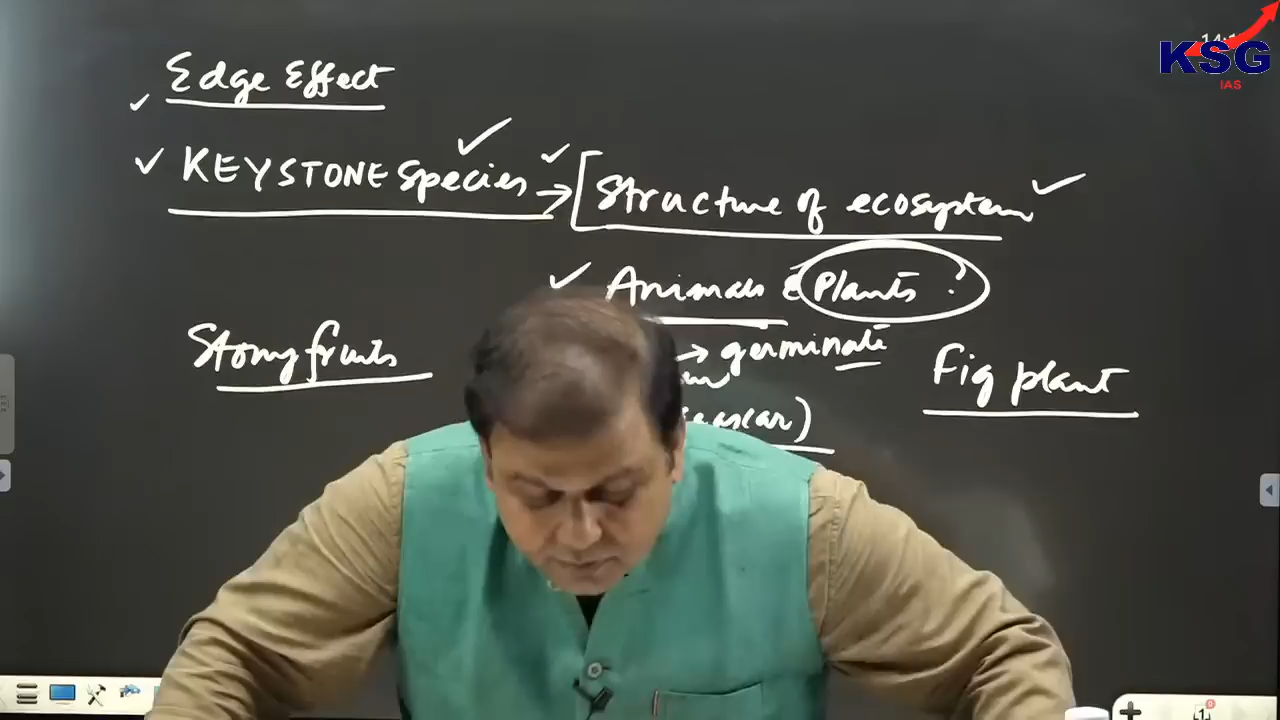 KSG
IAS
Edge Effect
KEYSTONE Species → [Structure of ecosystem
Animals & Plants ?
Stony fruits
→ germinate
Fig plant